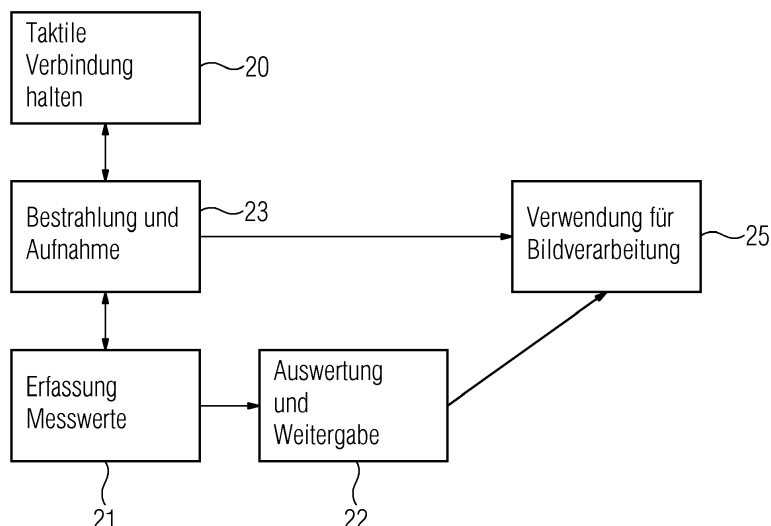 Taktile
Verbindung
halten
20
Bestrahlung und
Aufnahme
23
Verwendung für
Bildverarbeitung
25
Erfassung
Messwerte
21
Auswertung
und
Weitergabe
22